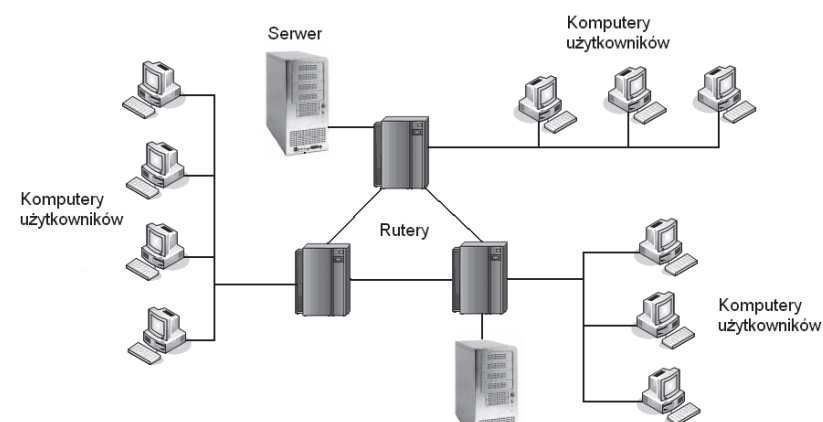 Serwer
Komputery
użytkowników
Komputery
użytkowników
Rutery
Komputery
użytkowników